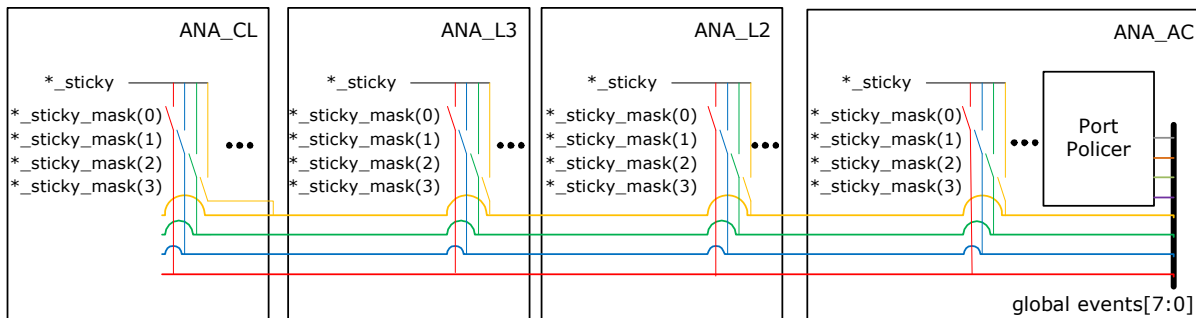 ANA_CL
*_sticky
*_sticky_mask(0)
*_sticky_mask(1)
*_sticky_mask(2)
*_sticky_mask(3)
ANA_L3
*_sticky
*_sticky_mask(0)
*_sticky_mask(1)
*_sticky_mask(2)
*_sticky_mask(3)
ANA_L2
*_sticky
*_sticky_mask(0)
*_sticky_mask(1)
*_sticky_mask(2)
*_sticky_mask(3)
ANA_AC
*_sticky
*_sticky_mask(0)
*_sticky_mask(1)
*_sticky_mask(2)
*_sticky_mask(3)
Port
Policer
global events[7:0]